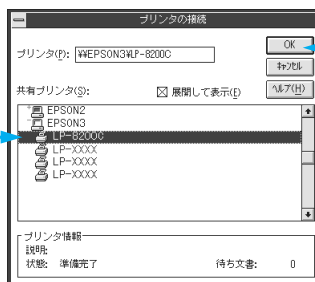 プリンタの接続
プリンタ(P): ¥¥EPSON3¥LP-8200C
OK
ｷｬﾝｾﾙ
共有プリンタ(S): 展開して表示(E) ﾍﾙﾌﾟ(H)
EPSON2
EPSON3
LP-8200C
LP-XXXX
LP-XXXX
LP-XXXX
プリンタ情報
説明:
状態: 準備完了 待ち文書: 0